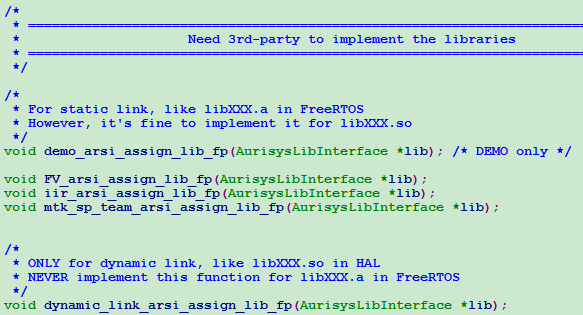 /*
 * =====================================================================
 *                     Need 3rd-party to implement the libraries
 * =====================================================================
 */

/*
 * For static link, like libXXX.a in FreeRTOS
 * However, it's fine to implement it for libXXX.so
 */
void demo_arsi_assign_lib_fp(AurisysLibInterface *lib); /* DEMO only */

void FV_arsi_assign_lib_fp(AurisysLibInterface *lib);
void iir_arsi_assign_lib_fp(AurisysLibInterface *lib);
void mtk_sp_team_arsi_assign_lib_fp(AurisysLibInterface *lib);


/*
 * ONLY for dynamic link, like libXXX.so in HAL
 * NEVER implement this function for libXXX.a in FreeRTOS
 */
void dynamic_link_arsi_assign_lib_fp(AurisysLibInterface *lib);